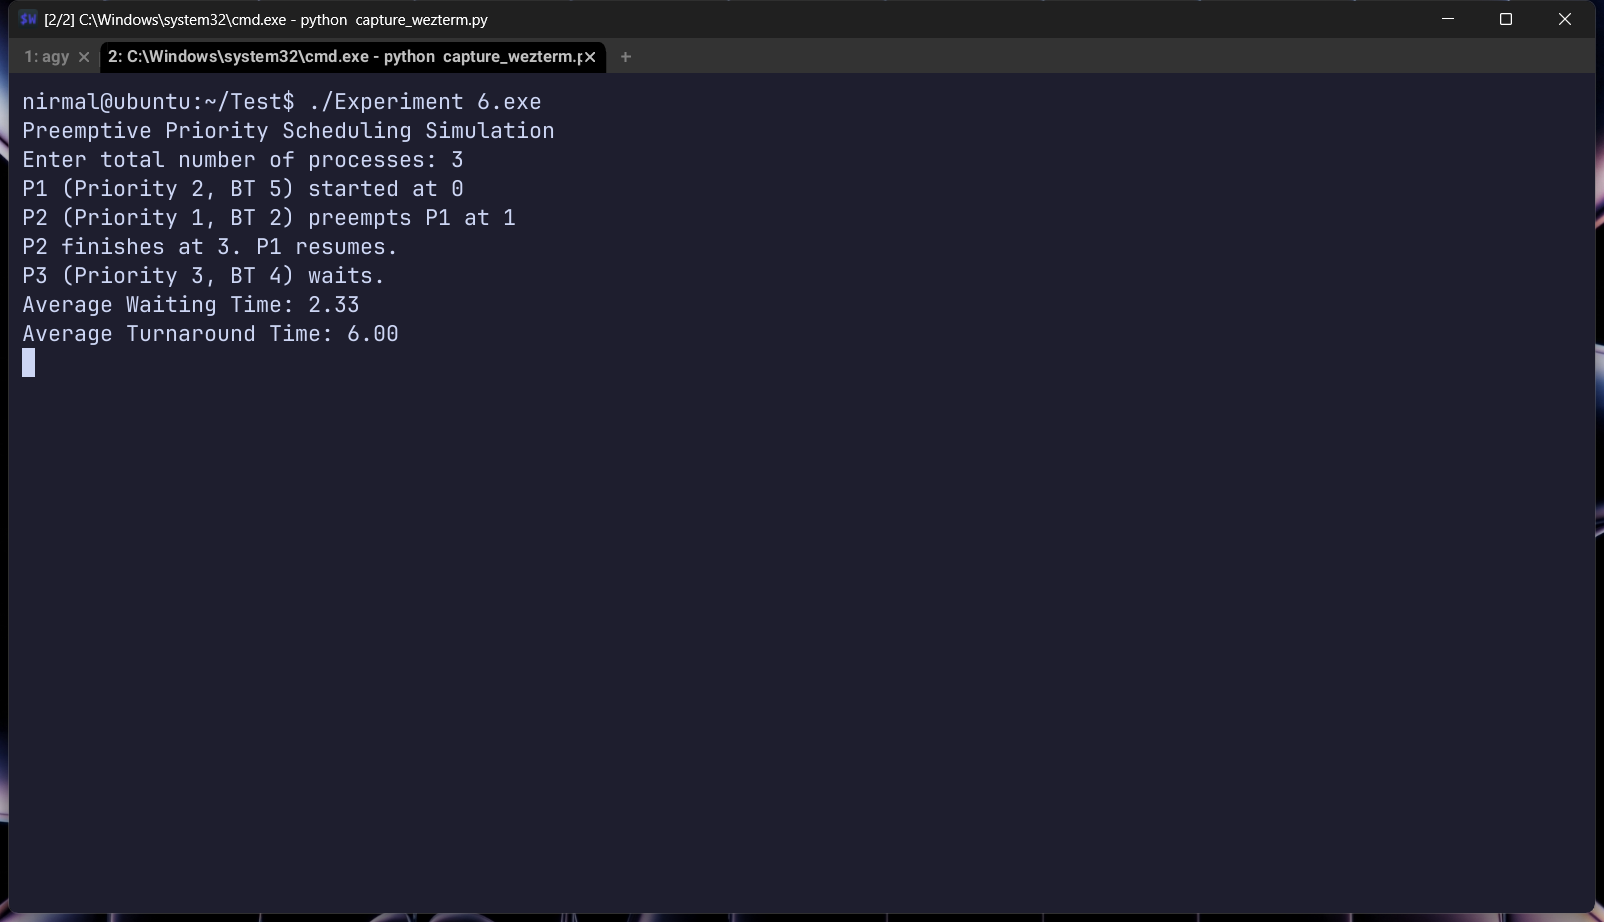 [2/2] C:\Windows\system32\cmd.exe - python  capture_wezterm.py
1: agy
2: C:\Windows\system32\cmd.exe - python  capture_wezterm.p
nirmal@ubuntu:~/Test$ ./Experiment 6.exe
Preemptive Priority Scheduling Simulation
Enter total number of processes: 3
P1 (Priority 2, BT 5) started at 0
P2 (Priority 1, BT 2) preempts P1 at 1
P2 finishes at 3. P1 resumes.
P3 (Priority 3, BT 4) waits.
Average Waiting Time: 2.33
Average Turnaround Time: 6.00